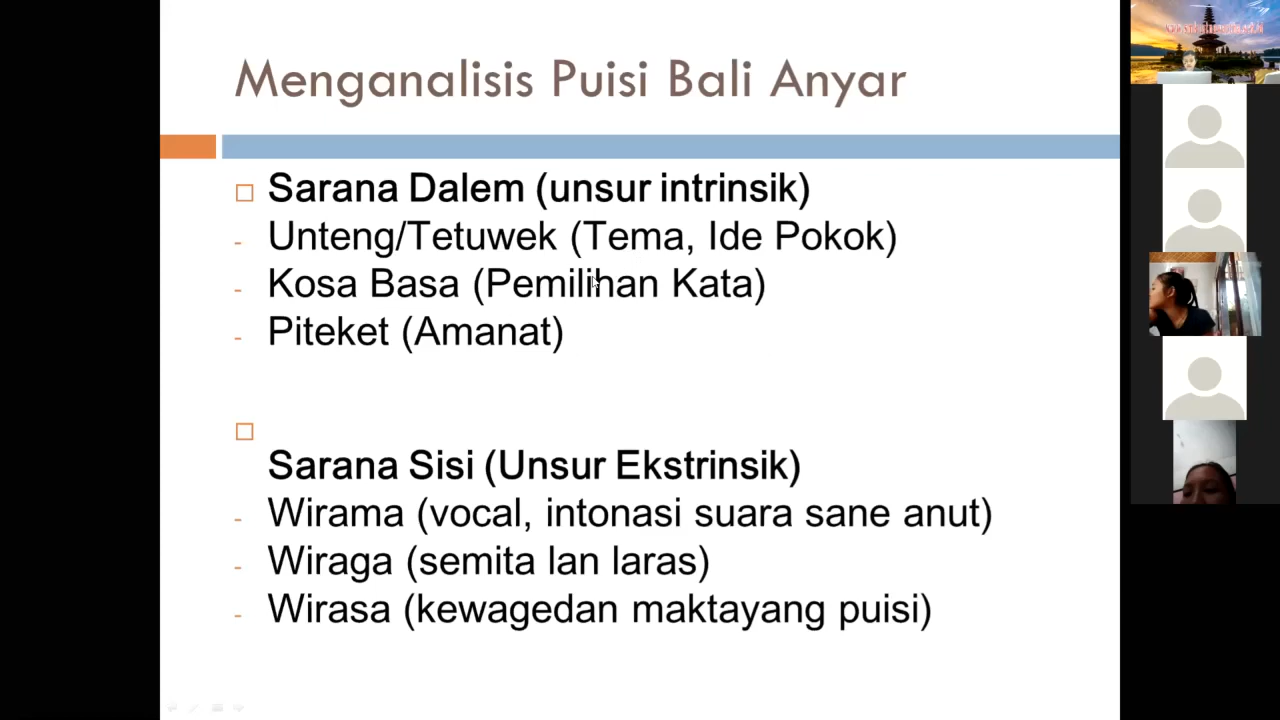 Menganalisis Puisi Bali Anyar
Sarana Dalem (unsur intrinsik)
- Unteng/Tetuwek (Tema, Ide Pokok)
- Kosa Basa (Pemilihan Kata)
- Piteket (Amanat)
Sarana Sisi (Unsur Ekstrinsik)
- Wirama (vocal, intonasi suara sane anut)
- Wiraga (semita lan laras)
- Wirasa (kewagedan maktayang puisi)